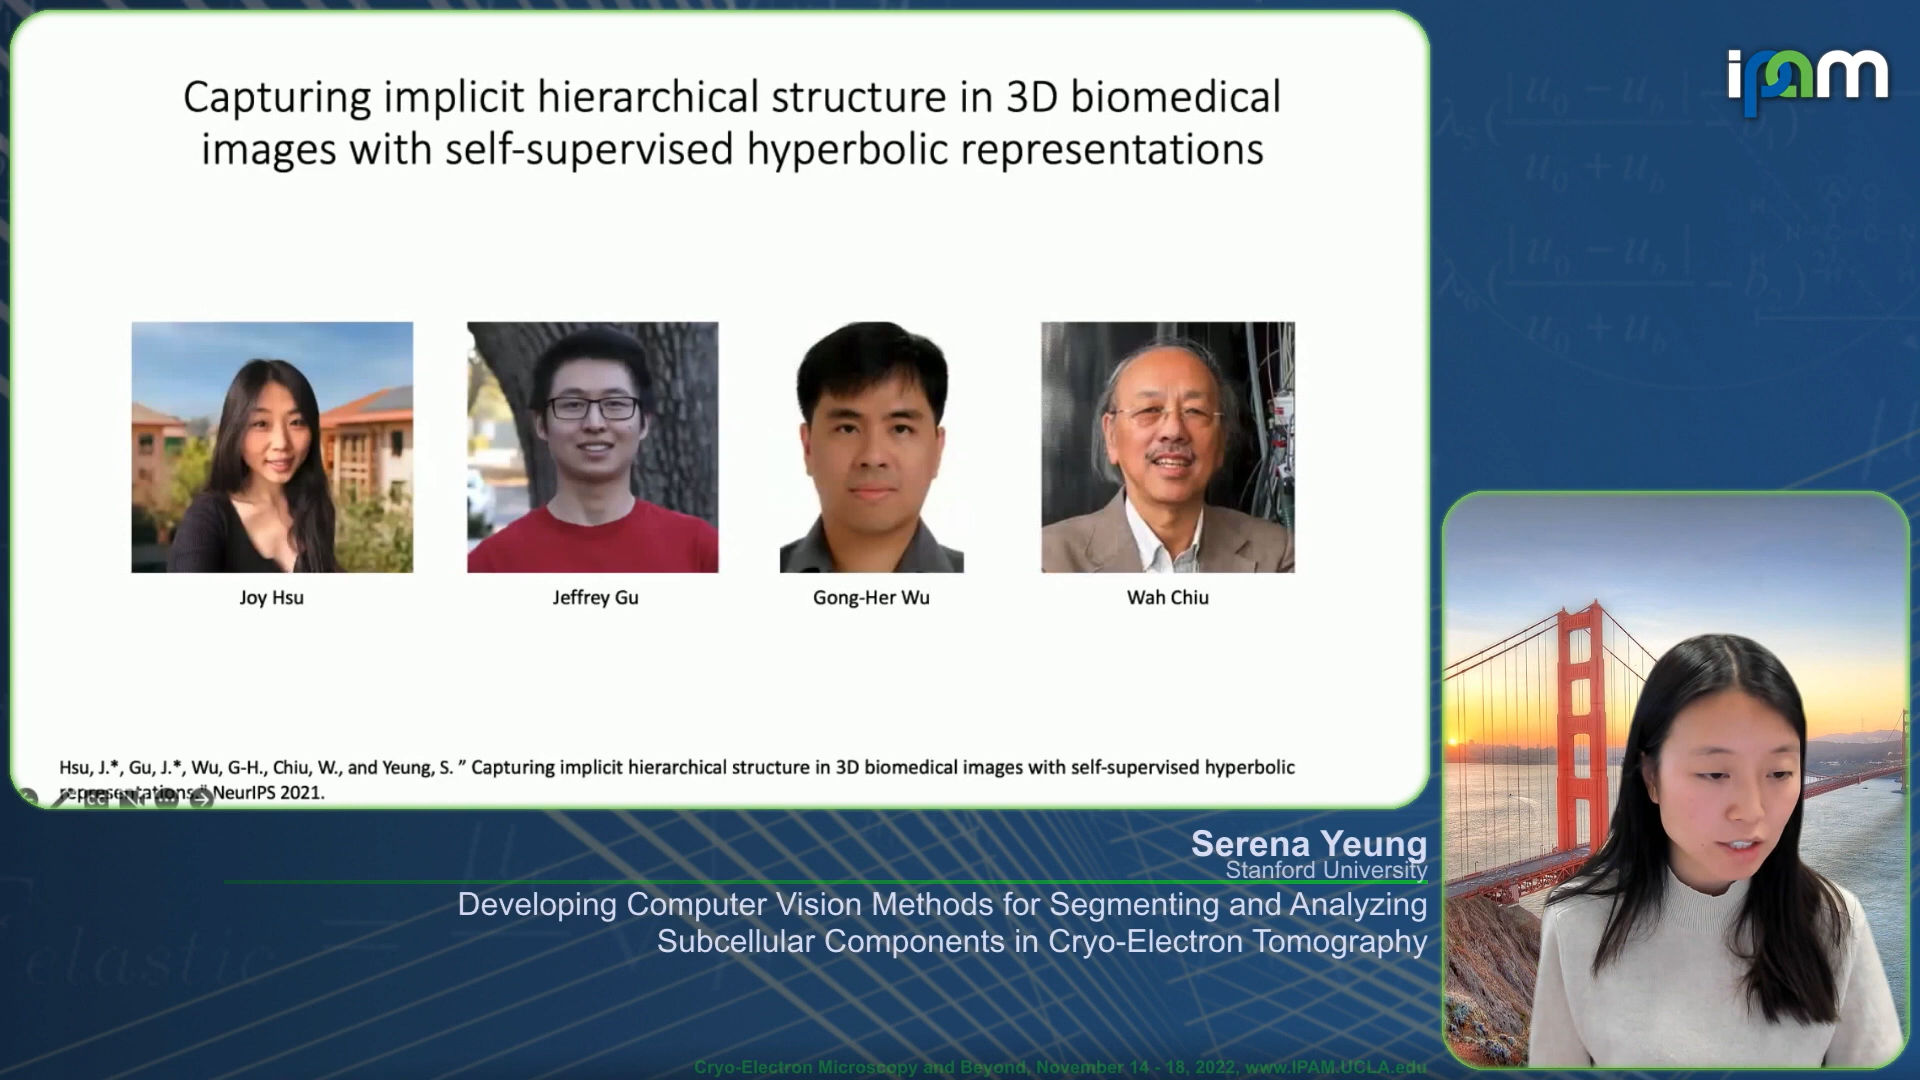 Capturing implicit hierarchical structure in 3D biomedical
images with self-supervised hyperbolic representations
Joy Hsu
Jeffrey Gu
Gong-Her Wu
Wah Chiu
Hsu, J.*, Gu, J.*, Wu, G-H., Chiu, W., and Yeung, S. ” Capturing implicit hierarchical structure in 3D biomedical images with self-supervised hyperbolic
representations." NeurIPS 2021.
ipam
Serena Yeung
Stanford University
Developing Computer Vision Methods for Segmenting and Analyzing
Subcellular Components in Cryo-Electron Tomography
elastic
Cryo-Electron Microscopy and Beyond, November 14 - 18, 2022, www.IPAM.UCLA.edu